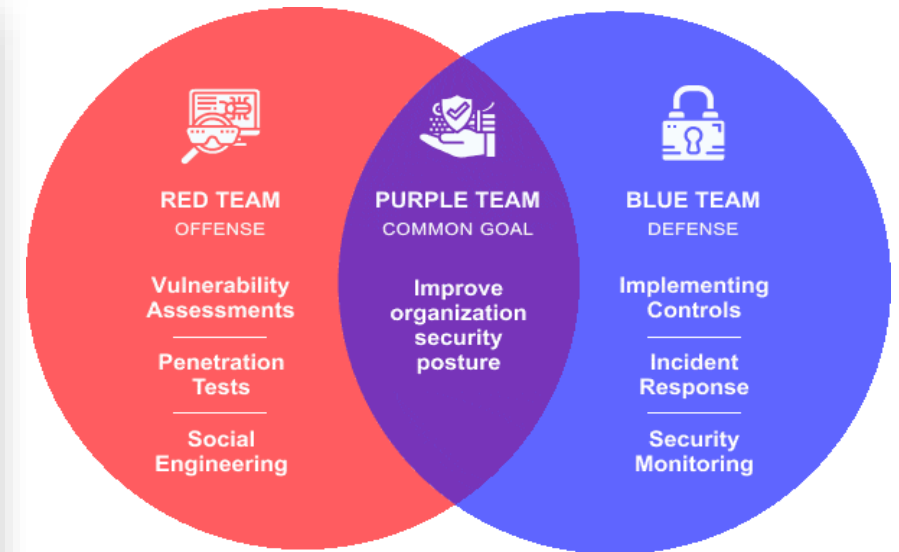 RED TEAM
OFFENSE
Vulnerability
Assessments
Penetration
Tests
Social
Engineering
PURPLE TEAM
COMMON GOAL
Improve
organization
security
posture
BLUE TEAM
DEFENSE
Implementing
Controls
Incident
Response
Security
Monitoring